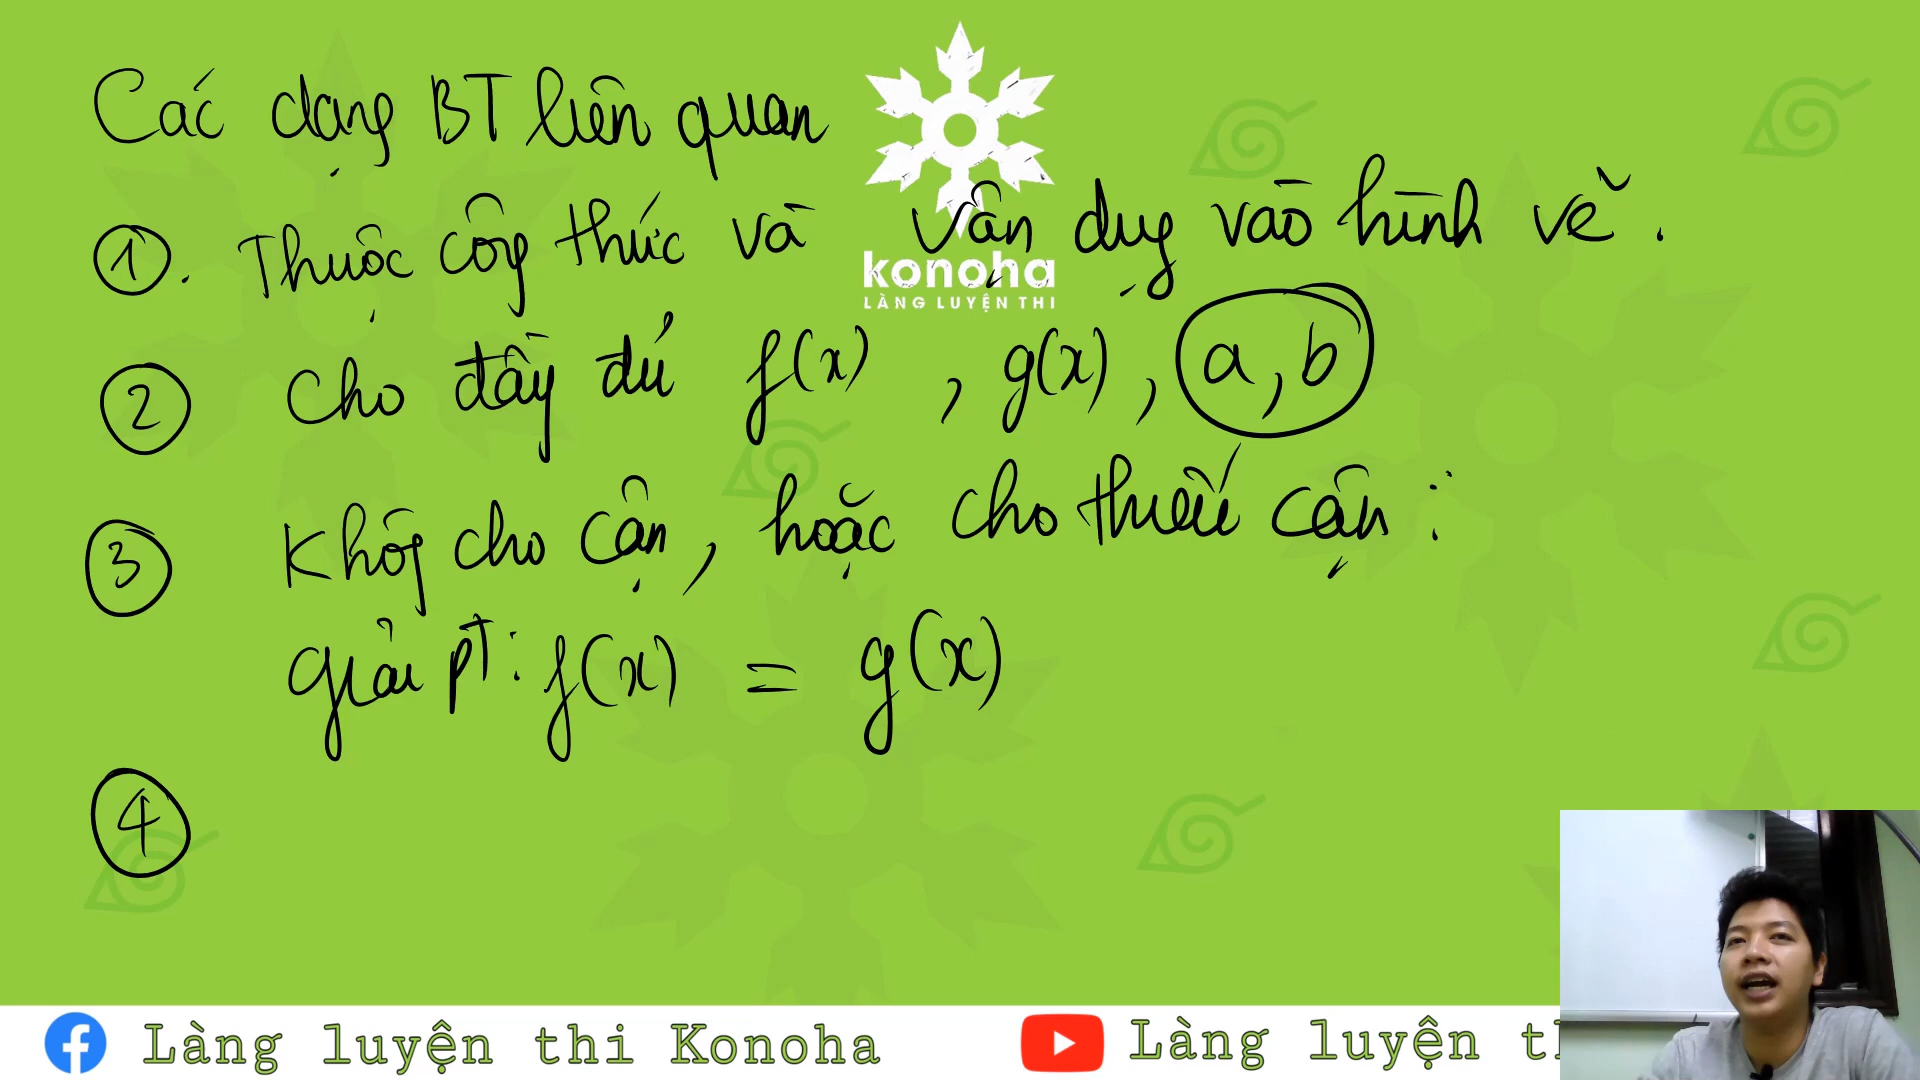 Các dạng BT liên quan
konoha
LÀNG LUYỆN THI
①. Thuộc công thức và vận dụng vào hình vẽ.
② Cho đầy đủ f(x), g(x), a, b
③ Không cho cận, hoặc cho thiếu cận:
giải pt: f(x) = g(x)
④
Làng luyện thi Konoha
Làng luyện t